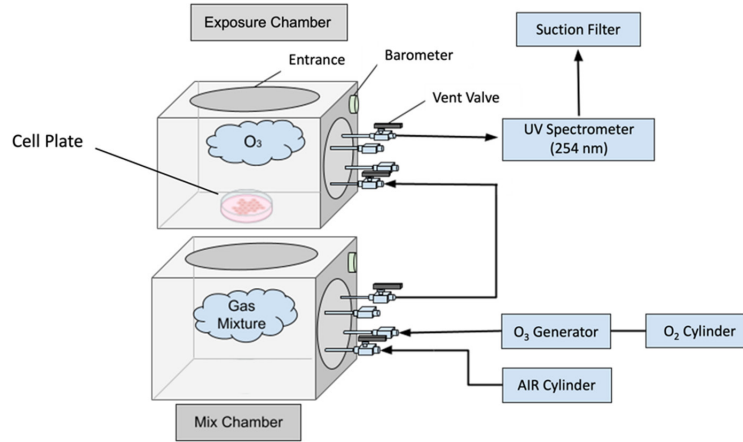 Exposure Chamber
Suction Filter
Entrance
Barometer
Vent Valve
Cell Plate
O₃
UV Spectrometer
(254 nm)
Gas
Mixture
O₃ Generator
O₂ Cylinder
AIR Cylinder
Mix Chamber